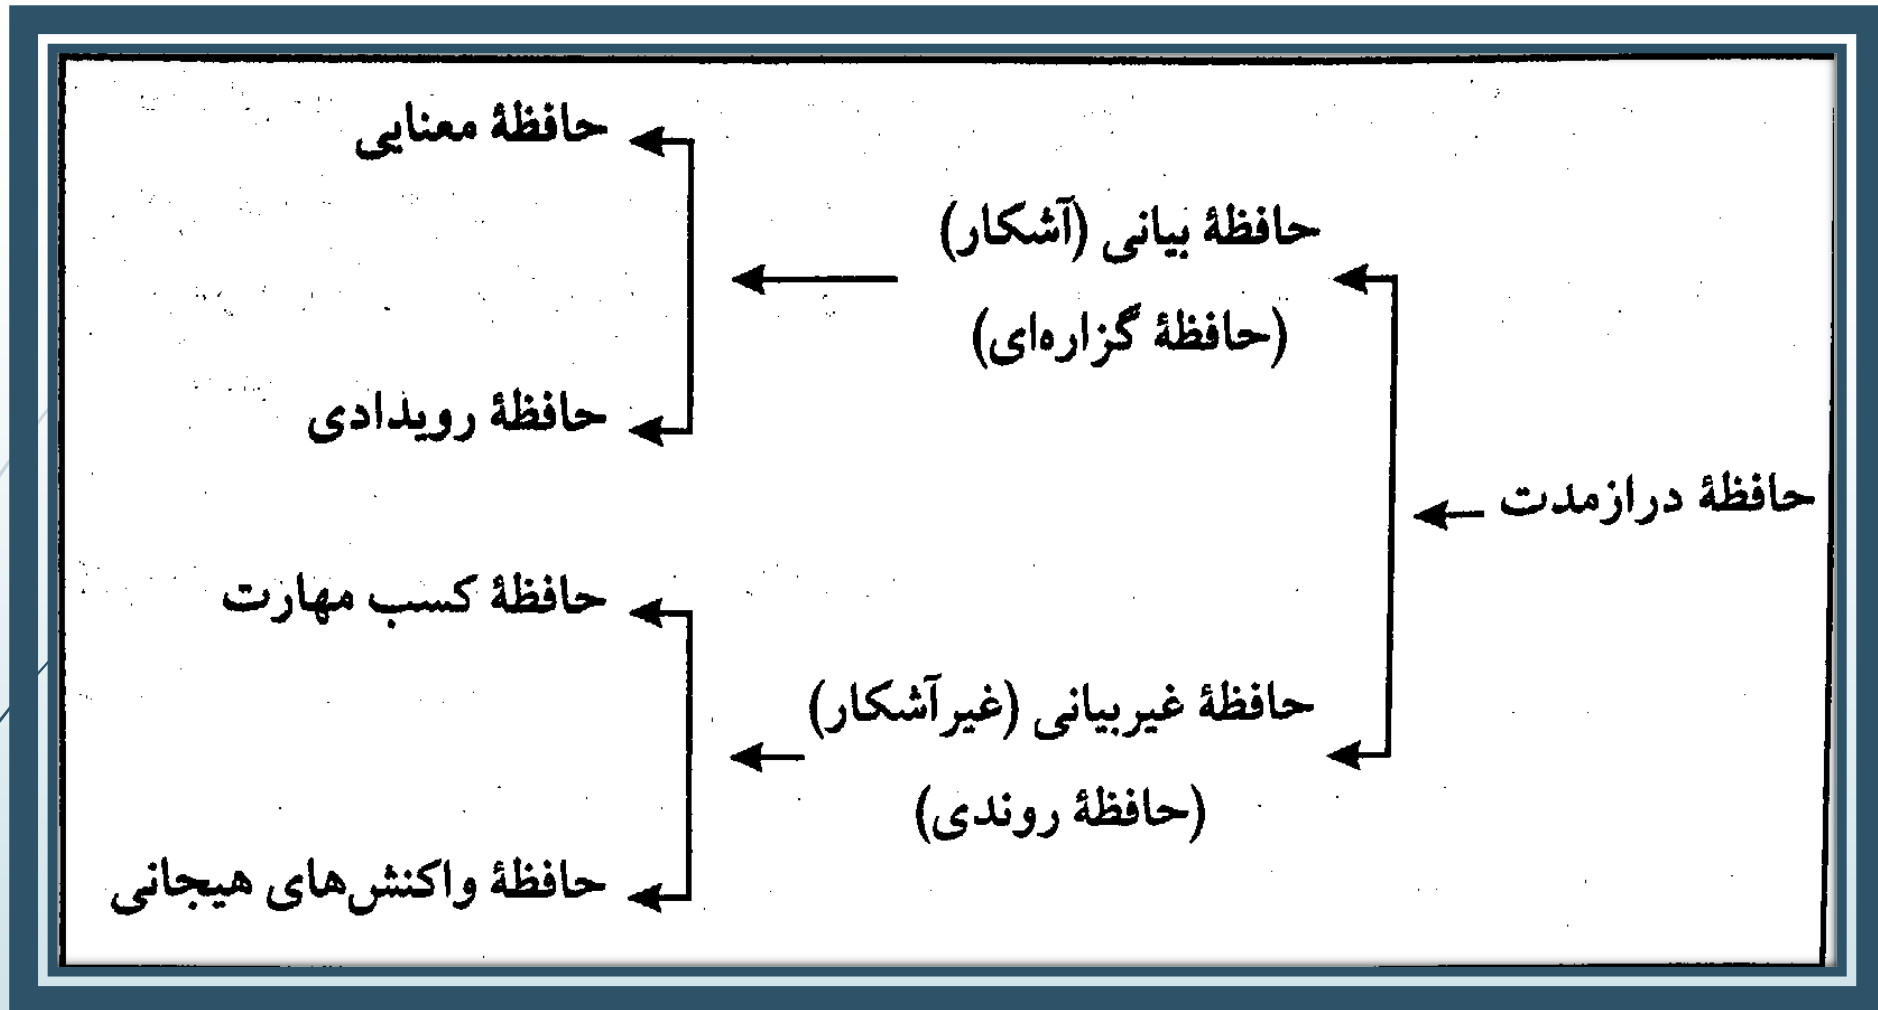 حافظهٔ درازمدت
حافظهٔ بیانی (آشکار)
(حافظهٔ گزاره‌ای)
حافظهٔ معنایی
حافظهٔ رویدادی
حافظهٔ غیربیانی (غیرآشکار)
(حافظهٔ روندی)
حافظهٔ کسب مهارت
حافظهٔ واکنش‌های هیجانی